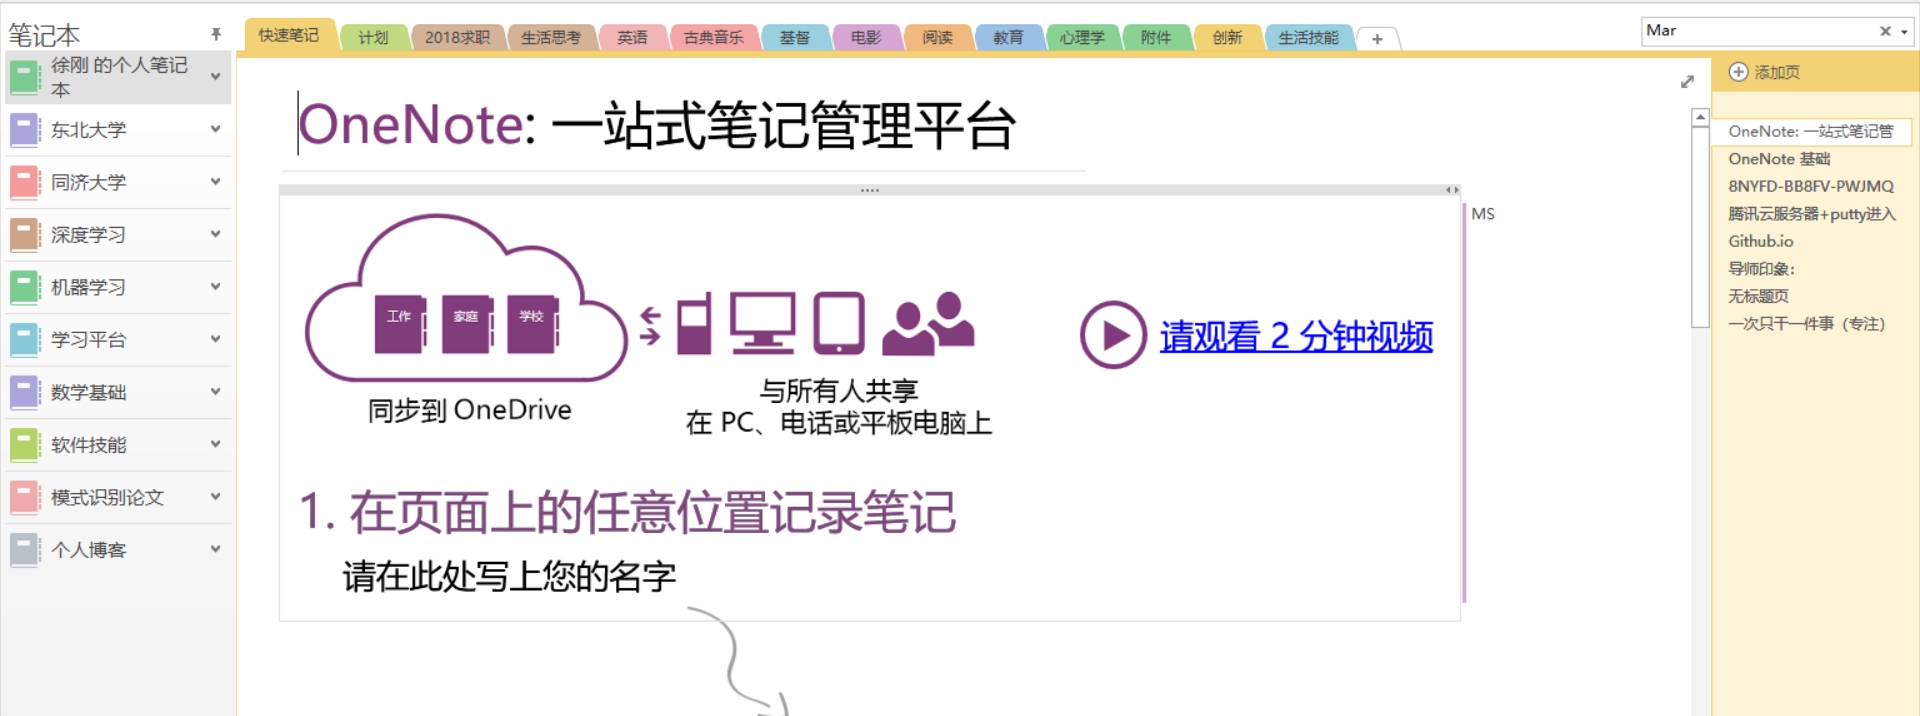 笔记本
徐刚 的个人笔记
本
东北大学
同济大学
深度学习
机器学习
学习平台
数学基础
软件技能
模式识别论文
个人博客
快速笔记 计划 2018求职 生活思考 英语 古典音乐 基督 电影 阅读 教育 心理学 附件 创新 生活技能 +
Mar
OneNote: 一站式笔记管理平台
MS
工作 家庭 学校
请观看 2 分钟视频
同步到 OneDrive
与所有人共享
在 PC、电话或平板电脑上
1. 在页面上的任意位置记录笔记
请在此处写上您的名字
添加页
OneNote: 一站式笔记管
OneNote 基础
8NYFD-BB8FV-PWJMQ
腾讯云服务器+putty进入
Github.io
导师印象:
无标题页
一次只干一件事（专注）